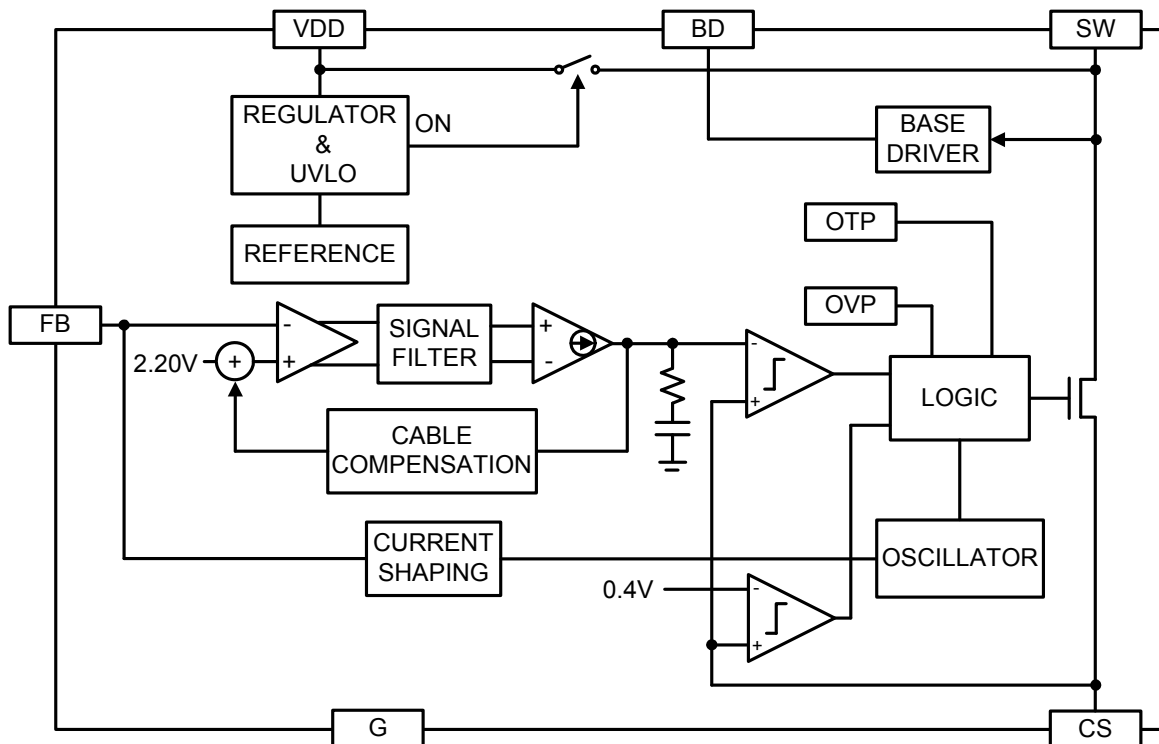 VDD
BD
SW
REGULATOR
&
UVLO
ON
BASE
DRIVER
REFERENCE
OTP
OVP
FB
-
+
2.20V
+
SIGNAL
FILTER
+
-
-
+
LOGIC
CABLE
COMPENSATION
CURRENT
SHAPING
OSCILLATOR
0.4V
-
+
G
CS